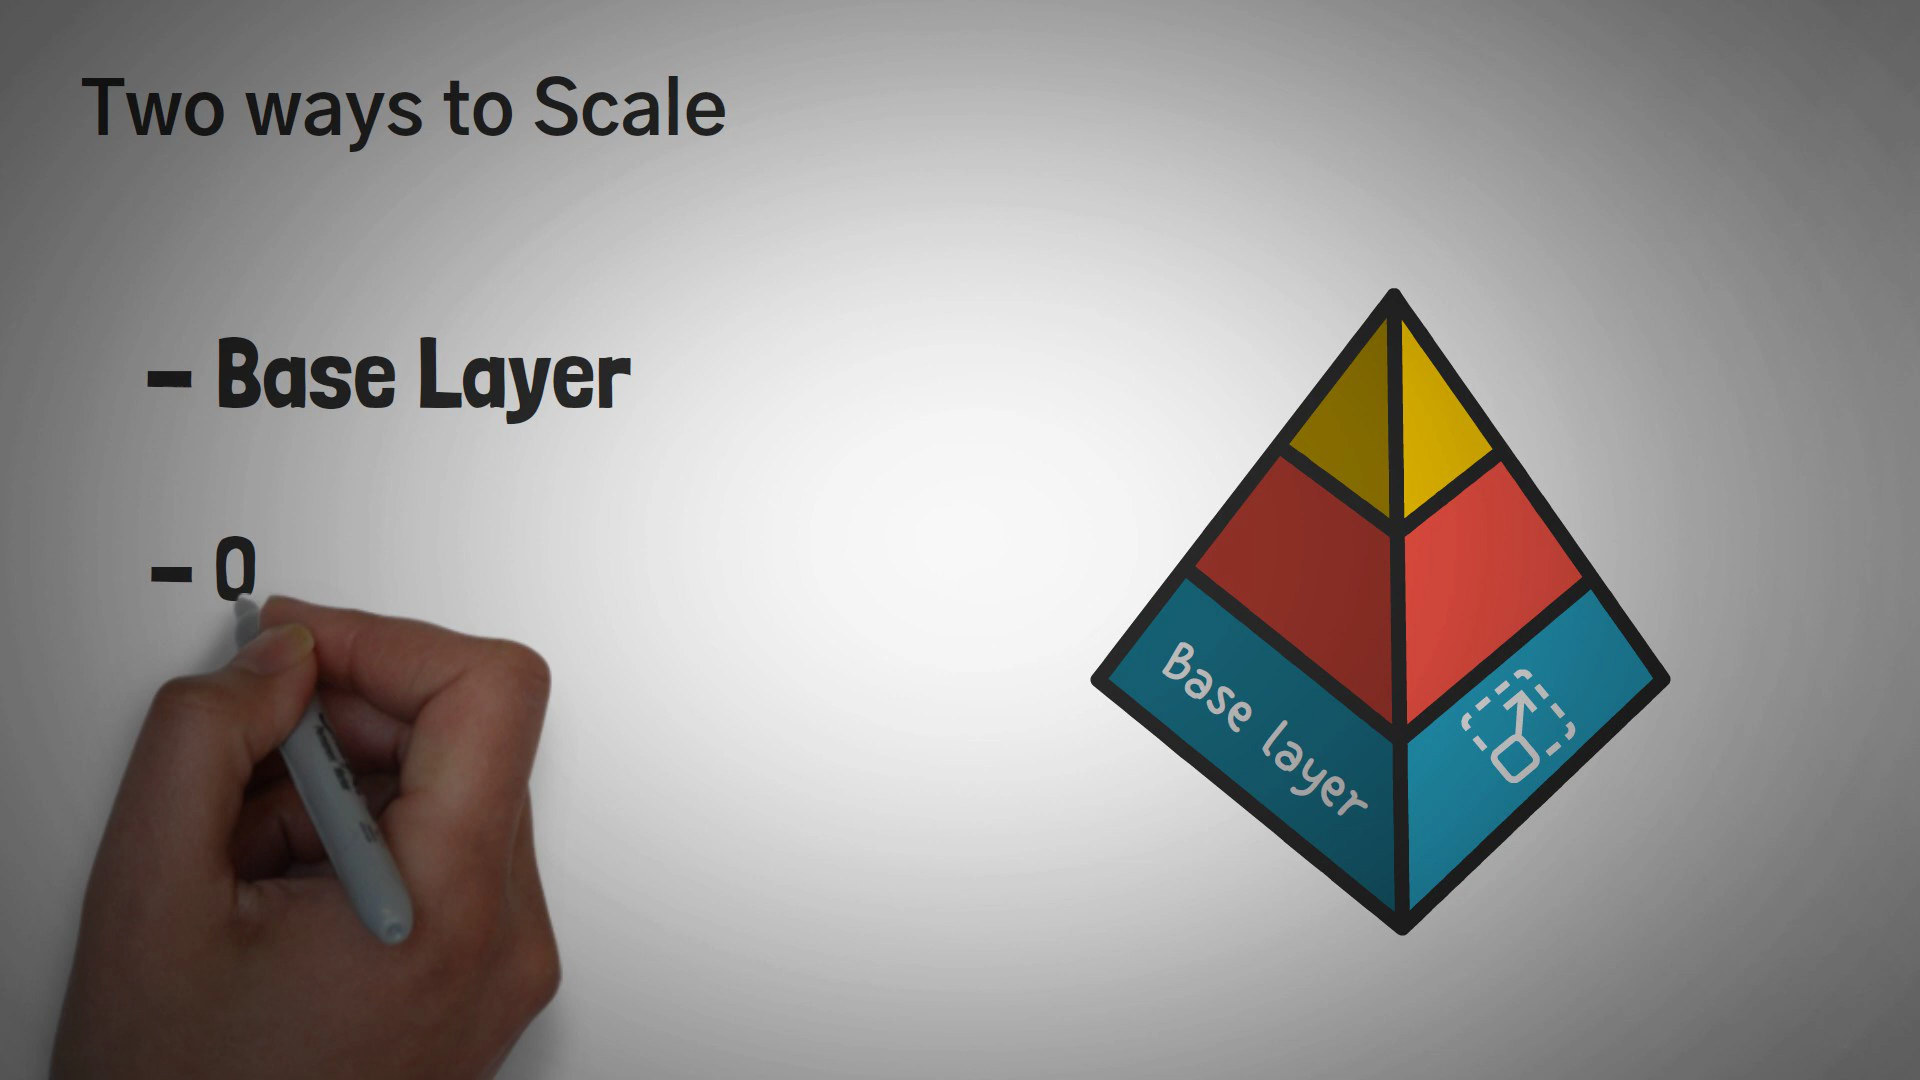 Two ways to Scale
- Base Layer
- O
Base layer